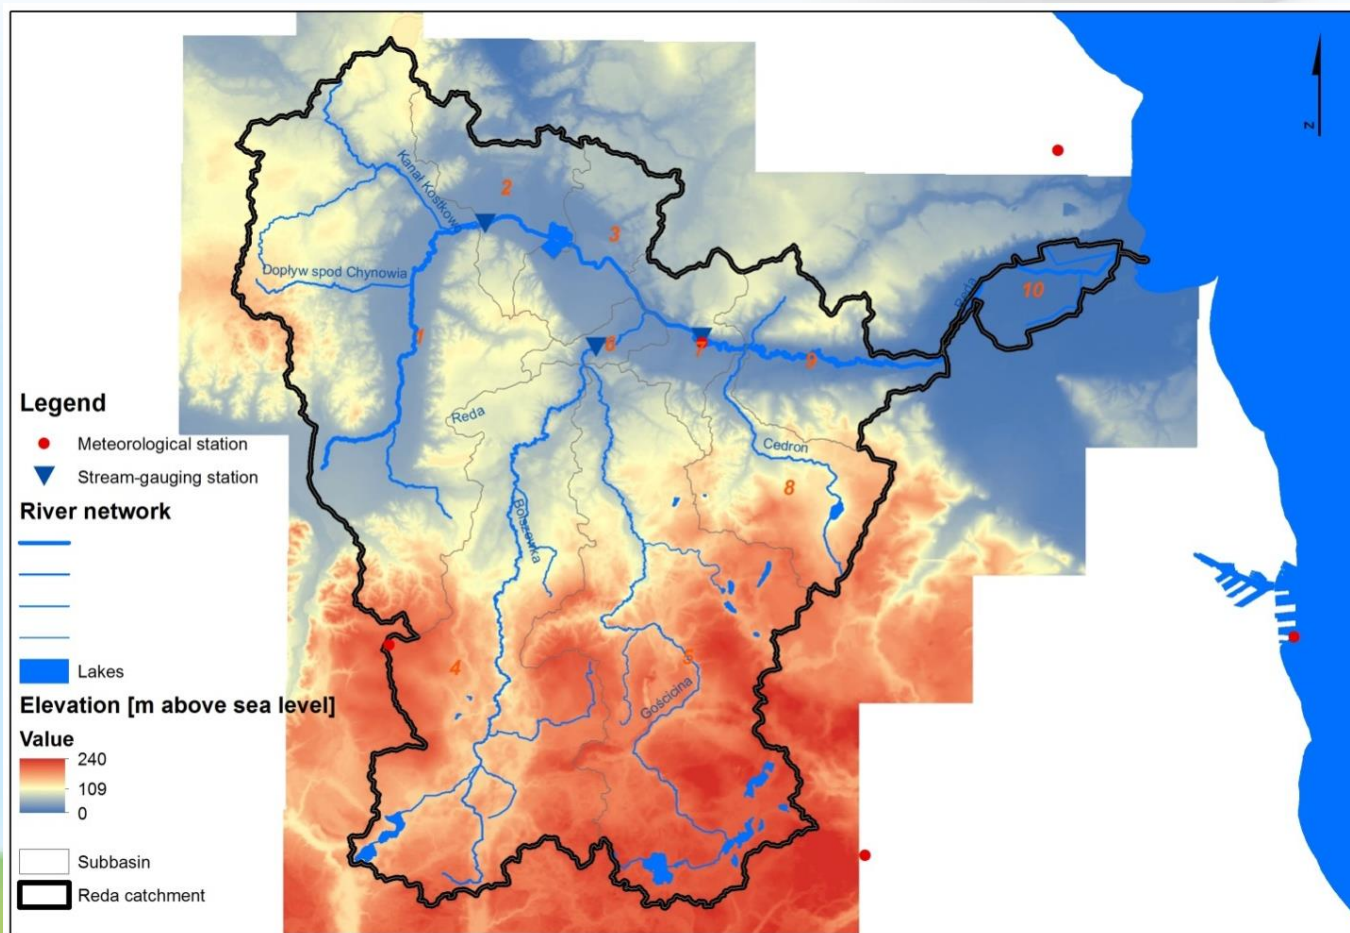 N
Kanał Kostkowo
2
3
Dopływ spod Chynowia
Reda
10
1
6
7
9
Reda
Cedron
8
Bolszewka
4
5
Gościcina
Legend
Meteorological station
Stream-gauging station
River network
Lakes
Elevation [m above sea level]
Value
240
109
0
Subbasin
Reda catchment